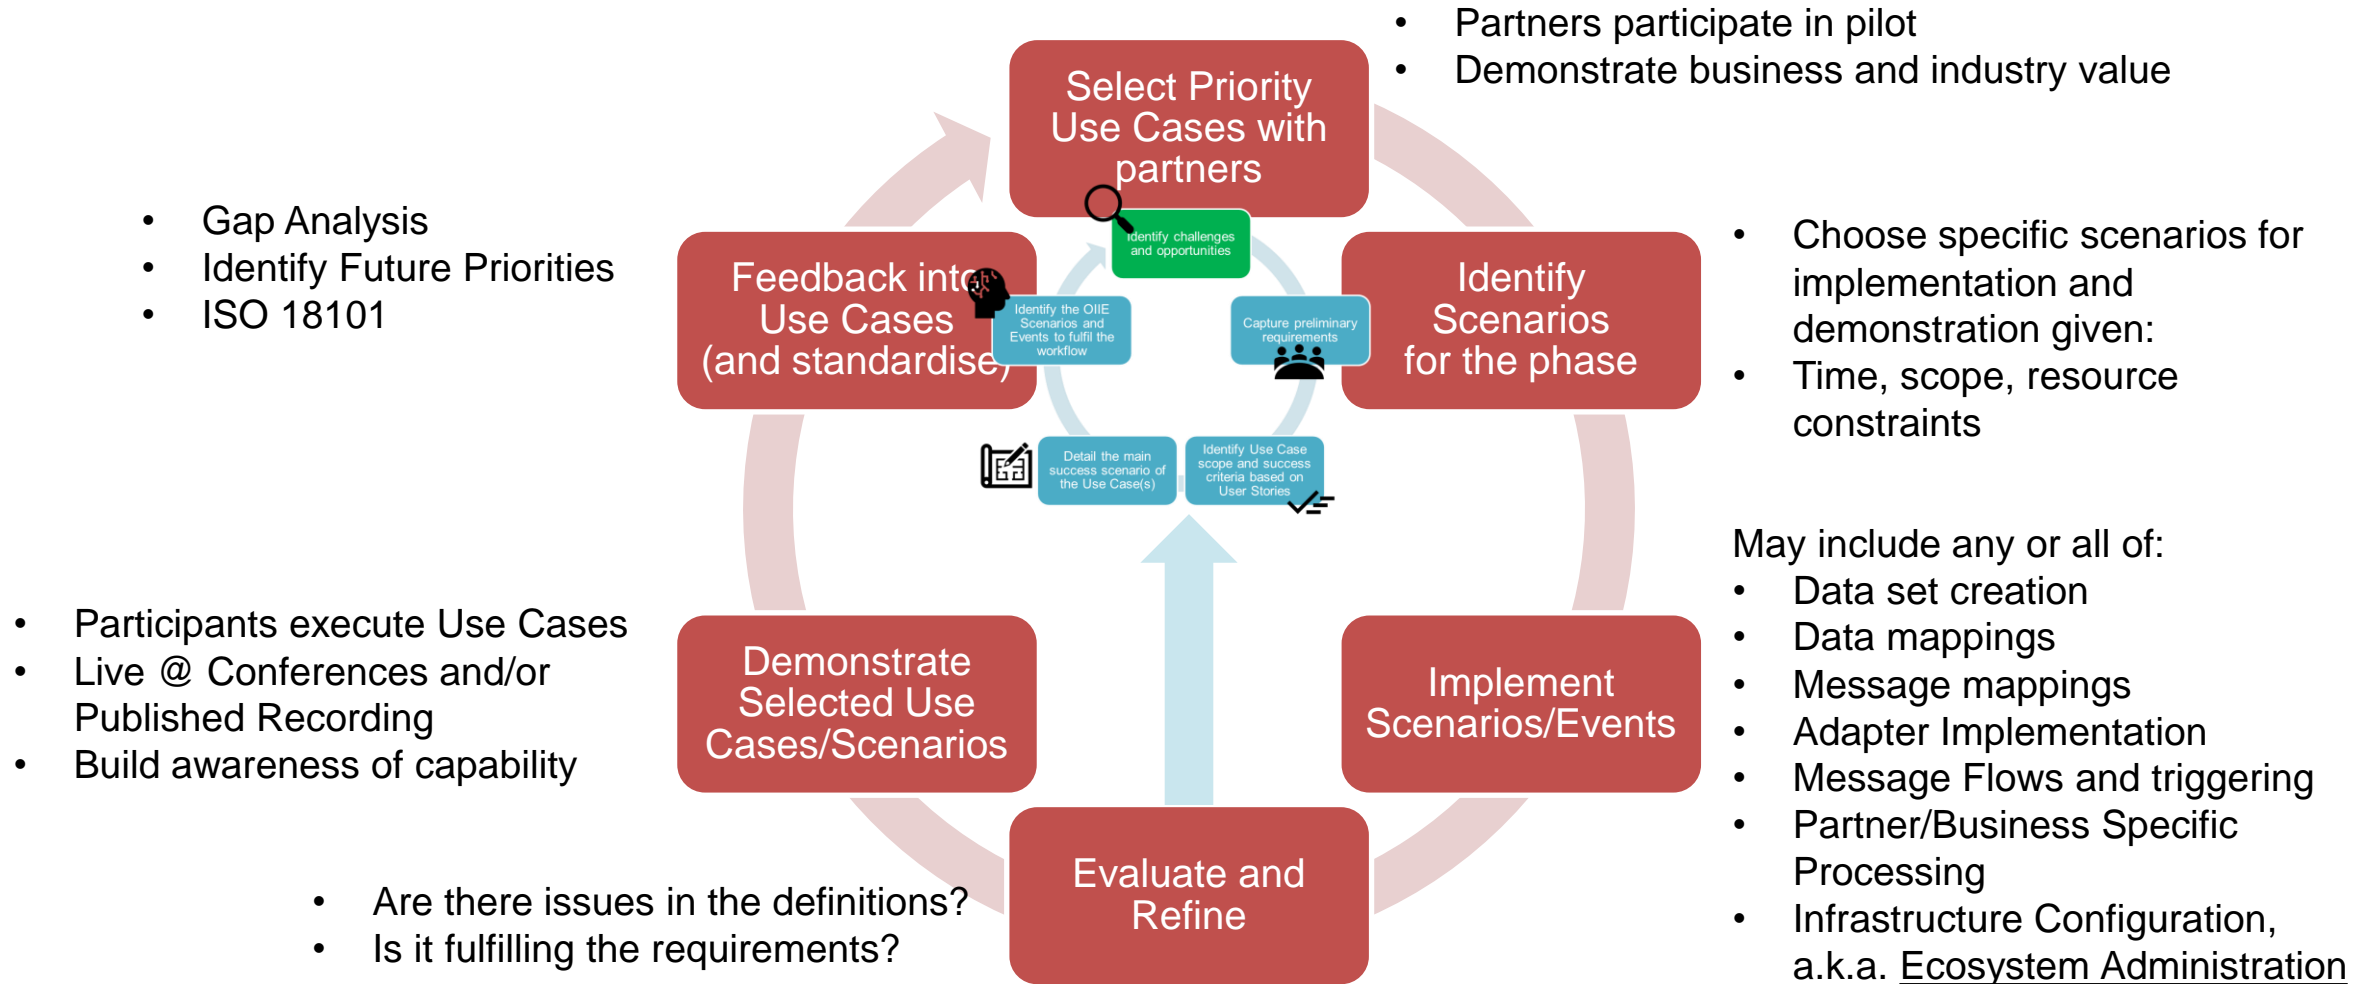 • Partners participate in pilot
• Demonstrate business and industry value
Select Priority
Use Cases with
partners
• Gap Analysis
• Identify Future Priorities
• ISO 18101
Feedback into
Use Cases
(and standardise)
Identify challenges
and opportunities
Identify the OIIE
Scenarios and
Events to fulfil the
workflow
Capture preliminary
requirements
Detail the main
success scenario of
the Use Case(s)
Identify Use Case
scope and success
criteria based on
User Stories
Identify
Scenarios
for the phase
• Choose specific scenarios for
implementation and
demonstration given:
• Time, scope, resource
constraints
• Participants execute Use Cases
• Live @ Conferences and/or
Published Recording
• Build awareness of capability
Demonstrate
Selected Use
Cases/Scenarios
Implement
Scenarios/Events
May include any or all of:
• Data set creation
• Data mappings
• Message mappings
• Adapter Implementation
• Message Flows and triggering
• Partner/Business Specific
Processing
• Infrastructure Configuration,
a.k.a. Ecosystem Administration
• Are there issues in the definitions?
• Is it fulfilling the requirements?
Evaluate and
Refine